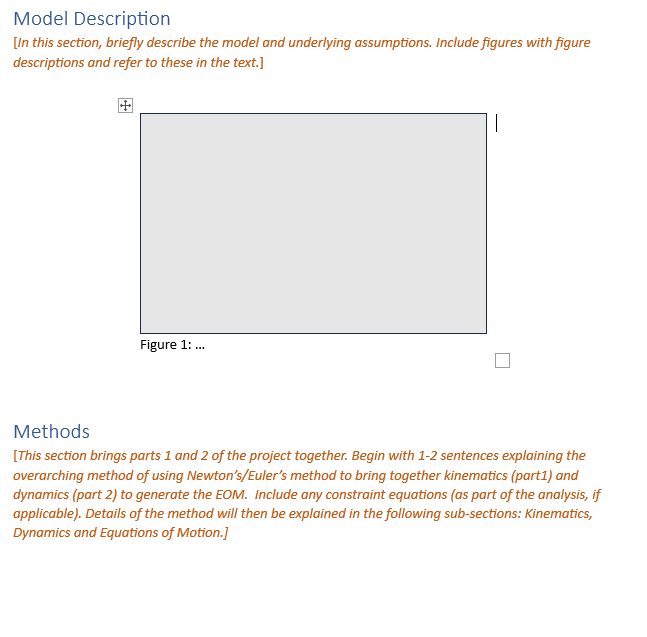 Model Description
[In this section, briefly describe the model and underlying assumptions. Include figures with figure
descriptions and refer to these in the text.]
Figure 1: ...
Methods
[This section brings parts 1 and 2 of the project together. Begin with 1-2 sentences explaining the
overarching method of using Newton’s/Euler’s method to bring together kinematics (part1) and
dynamics (part 2) to generate the EOM.  Include any constraint equations (as part of the analysis, if
applicable). Details of the method will then be explained in the following sub-sections: Kinematics,
Dynamics and Equations of Motion.]